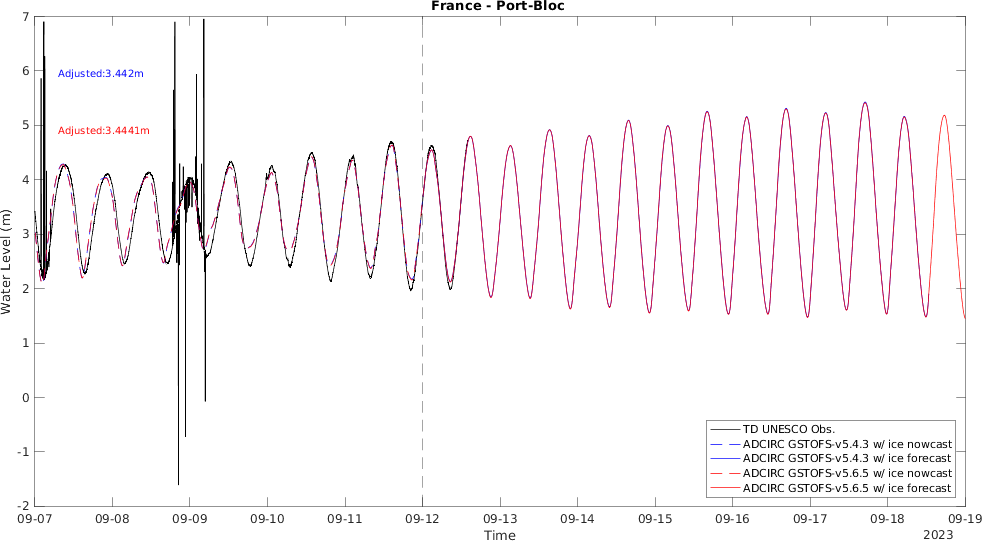 France - Port-Bloc
7
6
5
4
3
2
1
0
-1
-2
Water Level (m)
Adjusted:3.442m
Adjusted:3.4441m
TD UNESCO Obs.
ADCIRC GSTOFS-v5.4.3 w/ ice nowcast
ADCIRC GSTOFS-v5.4.3 w/ ice forecast
ADCIRC GSTOFS-v5.6.5 w/ ice nowcast
ADCIRC GSTOFS-v5.6.5 w/ ice forecast
09-07 09-08 09-09 09-10 09-11 09-12 09-13 09-14 09-15 09-16 09-17 09-18 09-19
Time
2023